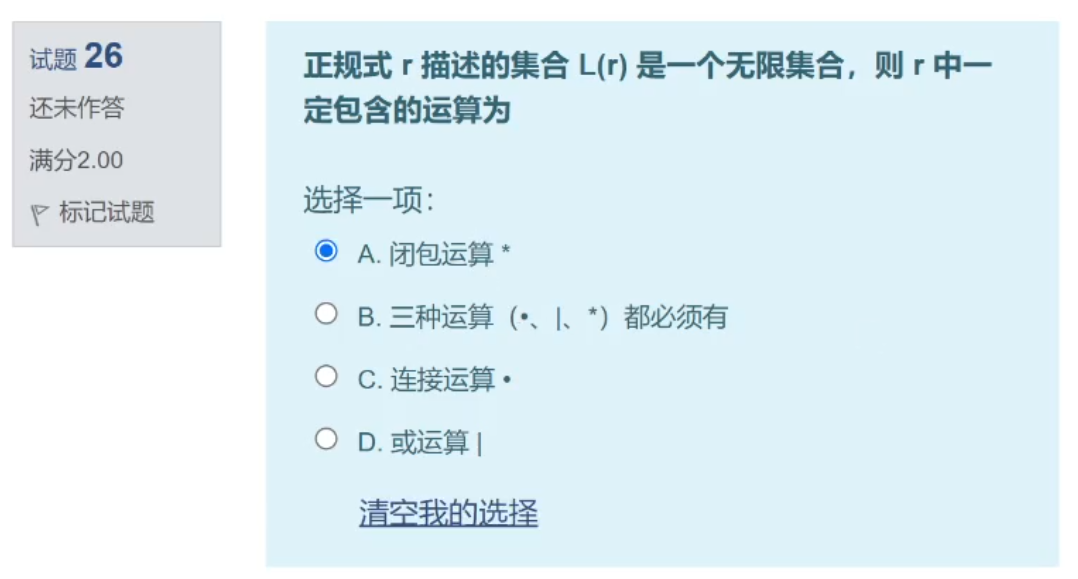 试题 26
还未作答
满分2.00
标记试题
正规式 r 描述的集合 L(r) 是一个无限集合，则 r 中一
定包含的运算为
选择一项：
A. 闭包运算 *
B. 三种运算（•、|、*）都必须有
C. 连接运算 •
D. 或运算 |
清空我的选择